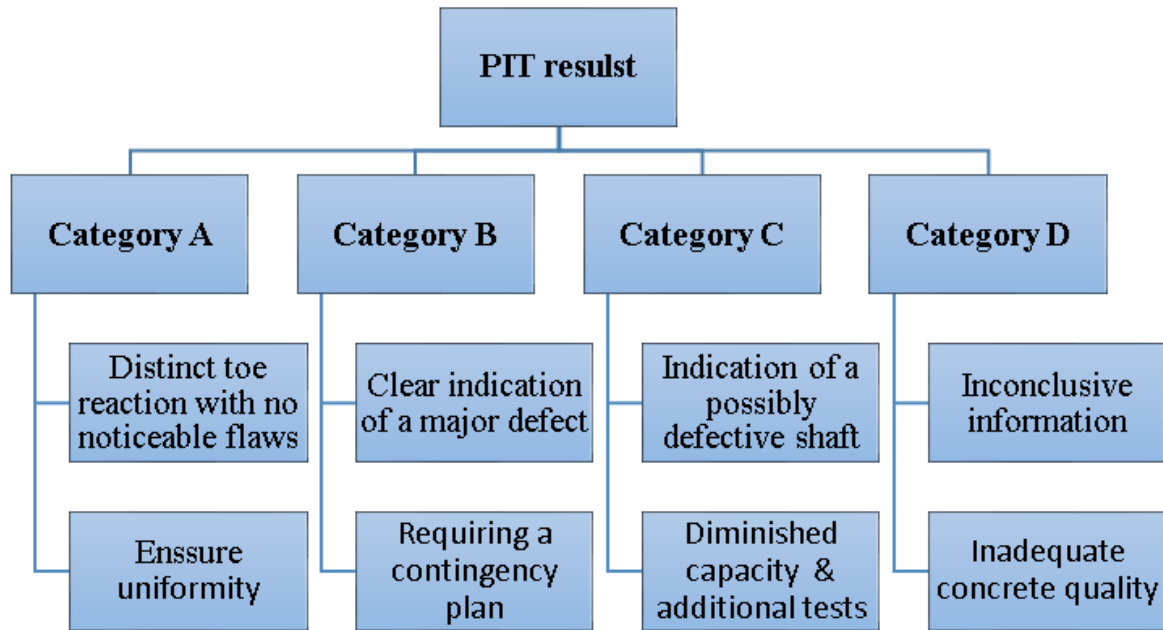 PIT resulst
Category A
Category B
Category C
Category D
Distinct toe
reaction with no
noticeable flaws
Clear indication
of a major defect
Indication of a
possibly
defective shaft
Inconclusive
information
Enssure
uniformity
Requiring a
contingency
plan
Diminished
capacity &
additional tests
Inadequate
concrete quality